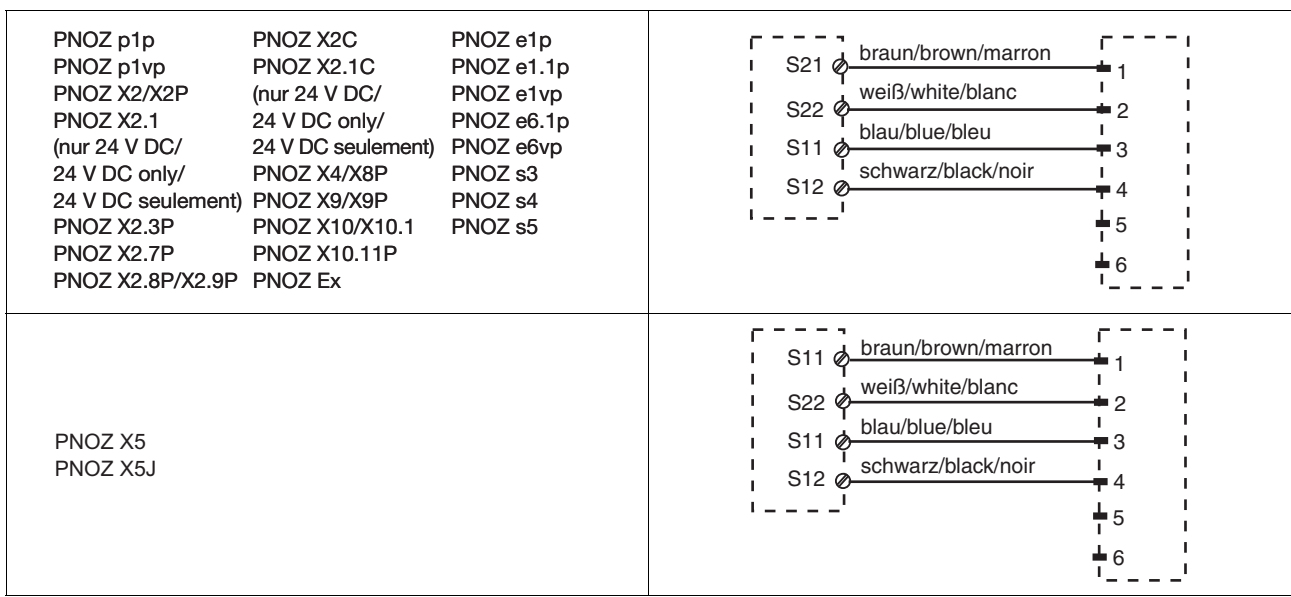 PNOZ p1p
PNOZ p1vp
PNOZ X2/X2P
PNOZ X2.1
(nur 24 V DC/
24 V DC only/
24 V DC seulement)
PNOZ X2.3P
PNOZ X2.7P
PNOZ X2.8P/X2.9P
PNOZ X2C
PNOZ X2.1C
(nur 24 V DC/
24 V DC only/
24 V DC seulement)
PNOZ X4/X8P
PNOZ X9/X9P
PNOZ X10/X10.1
PNOZ X10.11P
PNOZ Ex
PNOZ e1p
PNOZ e1.1p
PNOZ e1vp
PNOZ e6.1p
PNOZ e6vp
PNOZ s3
PNOZ s4
PNOZ s5
S21 braun/brown/marron 1
S22 weiß/white/blanc 2
S11 blau/blue/bleu 3
S12 schwarz/black/noir 4
5
6
PNOZ X5
PNOZ X5J
S11 braun/brown/marron 1
S22 weiß/white/blanc 2
S11 blau/blue/bleu 3
S12 schwarz/black/noir 4
5
6